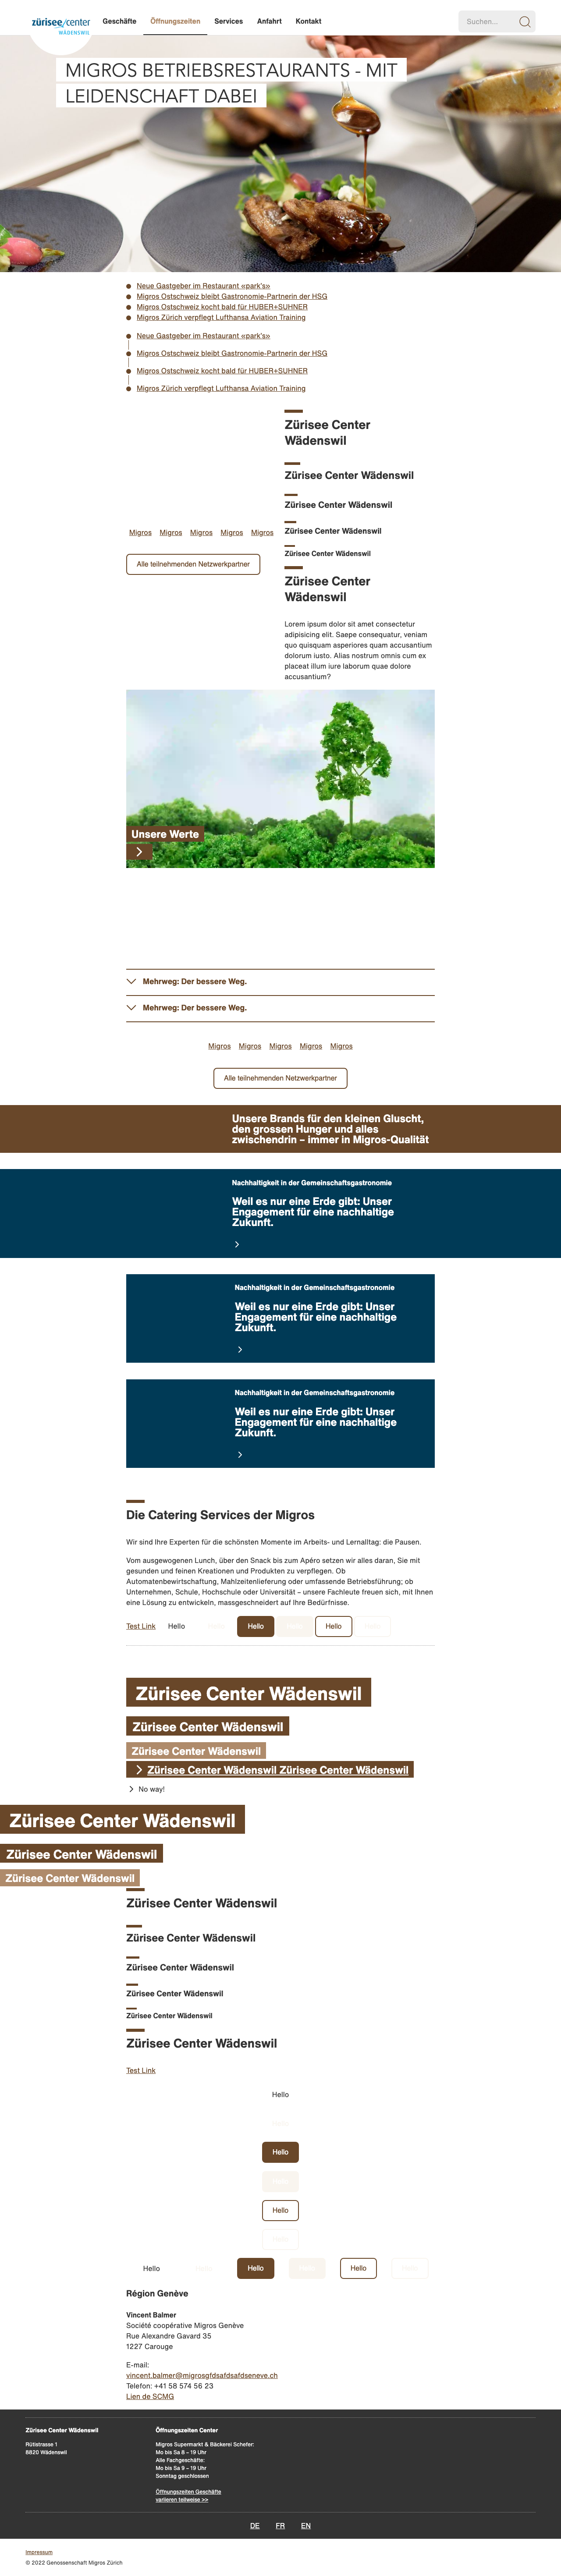 zürisee center
WÄDENSWIL
Geschäfte Öffnungszeiten Services Anfahrt Kontakt
Suchen...
MIGROS BETRIEBSRESTAURANTS - MIT
LEIDENSCHAFT DABEI
Neue Gastgeber im Restaurant «park's»
Migros Ostschweiz bleibt Gastronomie-Partnerin der HSG
Migros Ostschweiz kocht bald für HUBER+SUHNER
Migros Zürich verpflegt Lufthansa Aviation Training
Neue Gastgeber im Restaurant «park's»
Migros Ostschweiz bleibt Gastronomie-Partnerin der HSG
Migros Ostschweiz kocht bald für HUBER+SUHNER
Migros Zürich verpflegt Lufthansa Aviation Training
Migros Migros Migros Migros Migros
Alle teilnehmenden Netzwerkpartner
Zürisee Center
Wädenswil
Zürisee Center Wädenswil
Zürisee Center Wädenswil
Zürisee Center Wädenswil
Zürisee Center Wädenswil
Zürisee Center
Wädenswil
Lorem ipsum dolor sit amet consectetur
adipisicing elit. Saepe consequatur, veniam
quo quisquam asperiores quam accusantium
dolorum iusto. Alias nostrum omnis cum ex
placeat illum iure laborum quae dolore
accusantium?
Unsere Werte
Mehrweg: Der bessere Weg.
Mehrweg: Der bessere Weg.
Migros Migros Migros Migros Migros
Alle teilnehmenden Netzwerkpartner
Unsere Brands für den kleinen Gluscht,
den grossen Hunger und alles
zwischendrin – immer in Migros-Qualität
Nachhaltigkeit in der Gemeinschaftsgastronomie
Weil es nur eine Erde gibt: Unser
Engagement für eine nachhaltige
Zukunft.
Nachhaltigkeit in der Gemeinschaftsgastronomie
Weil es nur eine Erde gibt: Unser
Engagement für eine nachhaltige
Zukunft.
Nachhaltigkeit in der Gemeinschaftsgastronomie
Weil es nur eine Erde gibt: Unser
Engagement für eine nachhaltige
Zukunft.
Die Catering Services der Migros
Wir sind Ihre Experten für die schönsten Momente im Arbeits- und Lernalltag: die Pausen.
Vom ausgewogenen Lunch, über den Snack bis zum Apéro setzen wir alles daran, Sie mit
gesunden und feinen Kreationen und Produkten zu verpflegen. Ob
Automatenbewirtschaftung, Mahlzeitenlieferung oder umfassende Betriebsführung; ob
Unternehmen, Schule, Hochschule oder Universität – unsere Fachleute freuen sich, mit Ihnen
eine Lösung zu entwickeln, massgeschneidert auf Ihre Bedürfnisse.
Test Link Hello Hello Hello
Zürisee Center Wädenswil
Zürisee Center Wädenswil
Zürisee Center Wädenswil
Zürisee Center Wädenswil Zürisee Center Wädenswil
No way!
Zürisee Center Wädenswil
Zürisee Center Wädenswil
Zürisee Center Wädenswil
Zürisee Center Wädenswil
Zürisee Center Wädenswil
Zürisee Center Wädenswil
Zürisee Center Wädenswil
Zürisee Center Wädenswil
Zürisee Center Wädenswil
Test Link
Hello
Hello
Hello
Hello Hello Hello
Région Genève
Vincent Balmer
Société coopérative Migros Genève
Rue Alexandre Gavard 35
1227 Carouge
E-mail:
vincent.balmer@migrosgfdsafdsafdseneve.ch
Telefon: +41 58 574 56 23
Lien de SCMG
Zürisee Center Wädenswil
Rütistrasse 1
8820 Wädenswil
Öffnungszeiten Center
Migros Supermarkt & Bäckerei Schefer:
Mo bis Sa 8 – 19 Uhr
Alle Fachgeschäfte:
Mo bis Sa 9 – 19 Uhr
Sonntag geschlossen
Öffnungszeiten Geschäfte
variieren teilweise >>
DE FR EN
Impressum
© 2022 Genossenschaft Migros Zürich